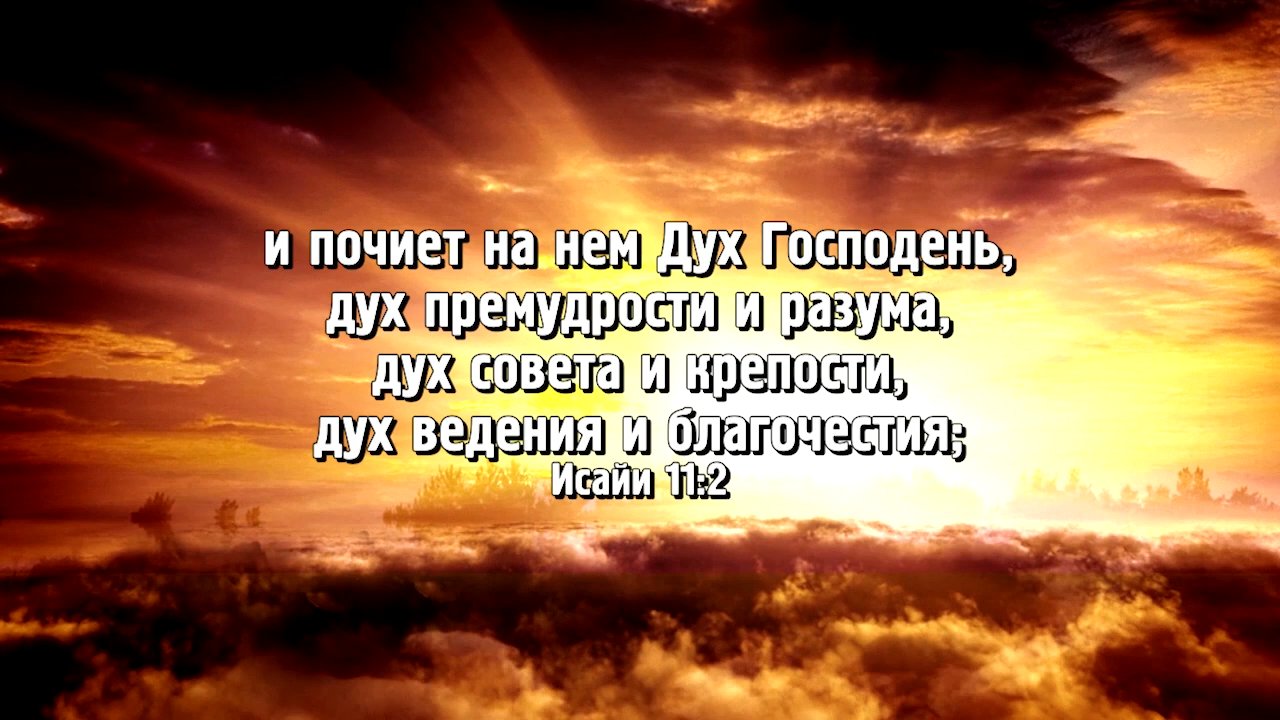 и почиет на нем Дух Господень,
дух премудрости и разума,
дух совета и крепости,
дух ведения и благочестия;
Исайи 11:2